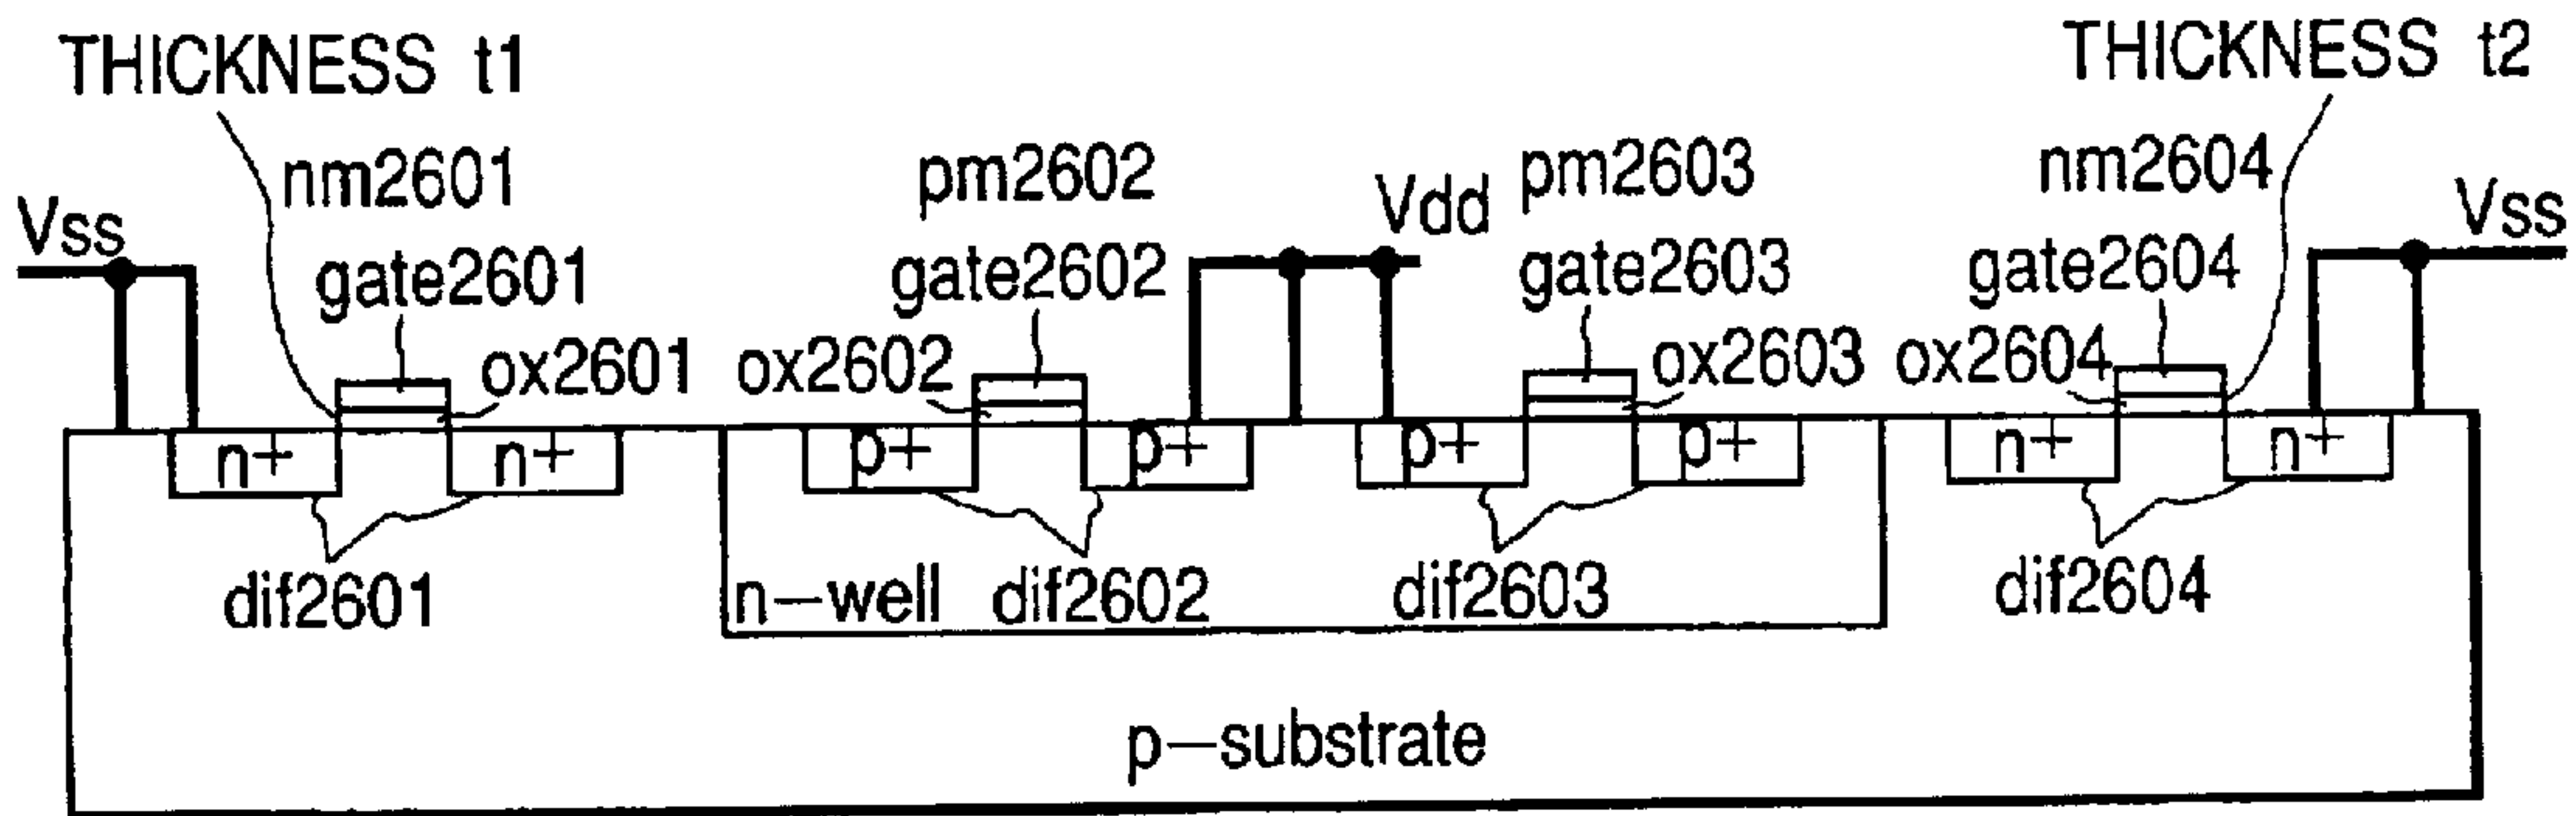 THICKNESS t1 THICKNESS t2
nm2601 pm2602 pm2603 nm2604
Vss Vdd Vss
gate2601 gate2602 gate2603 gate2604
ox2601 ox2602 ox2603 ox2604
n+ n+ p+ p+ p+ p+ n+ n+
dif2601 n-well dif2602 dif2603 dif2604
p-substrate